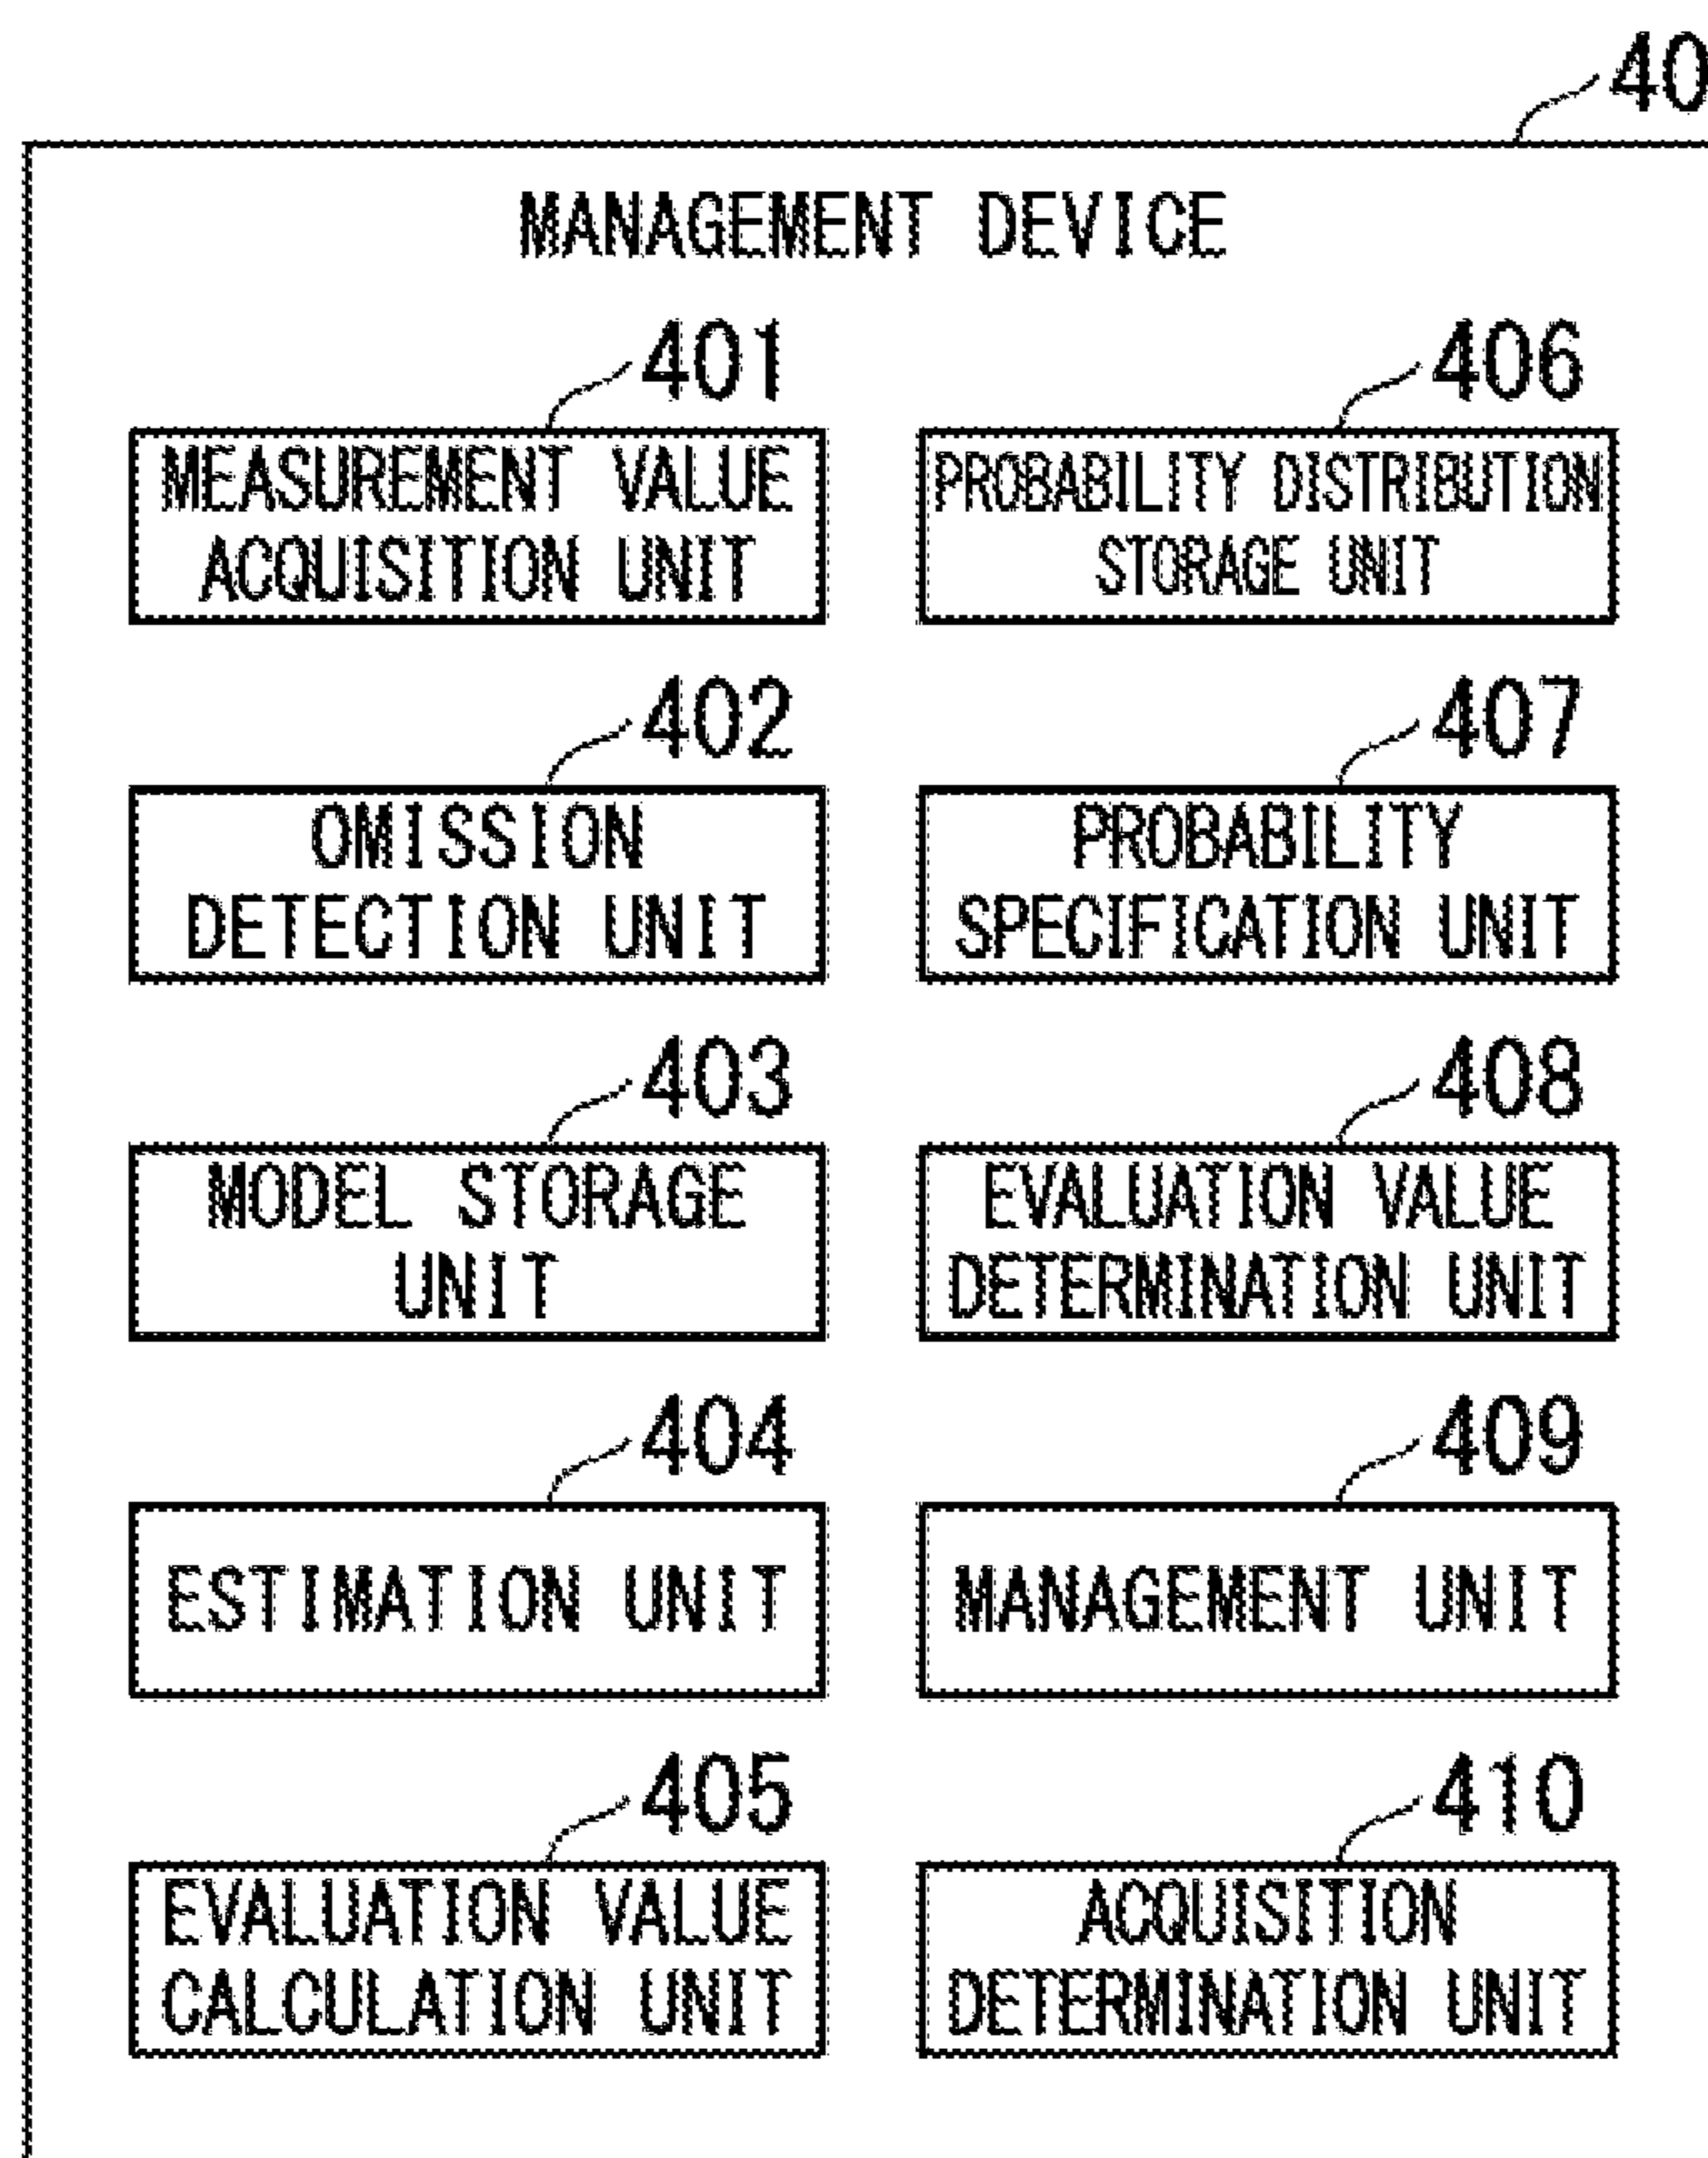 40
MANAGEMENT DEVICE
401
MEASUREMENT VALUE
ACQUISITION UNIT
402
OMISSION
DETECTION UNIT
403
MODEL STORAGE
UNIT
404
ESTIMATION UNIT
405
EVALUATION VALUE
CALCULATION UNIT
406
PROBABILITY DISTRIBUTION
STORAGE UNIT
407
PROBABILITY
SPECIFICATION UNIT
408
EVALUATION VALUE
DETERMINATION UNIT
409
MANAGEMENT UNIT
410
ACQUISITION
DETERMINATION UNIT